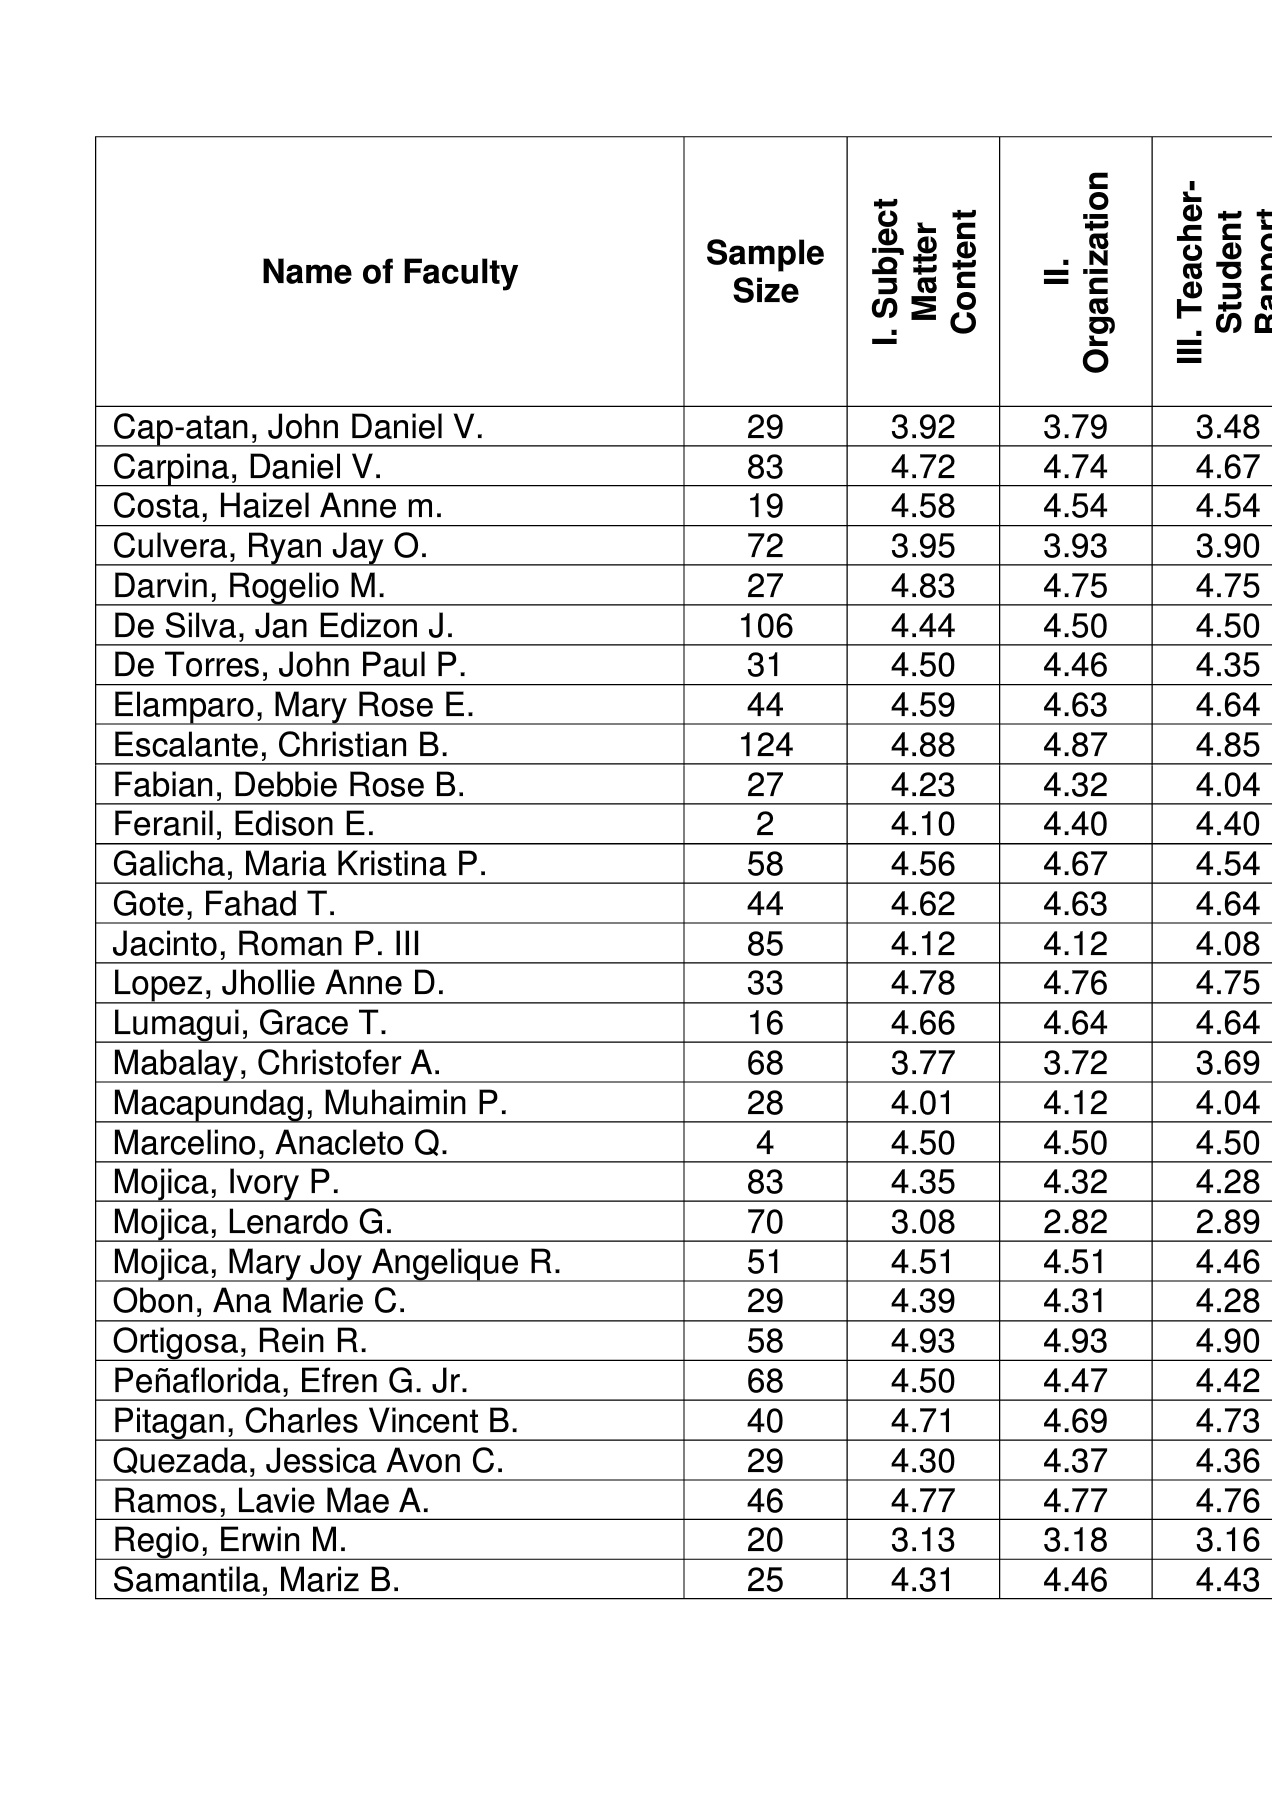 Name of Faculty
Sample
Size
I. Subject
Matter
Content
II.
Organization
III. Teacher-
Student
Rapport
Cap-atan, John Daniel V. 29 3.92 3.79 3.48
Carpina, Daniel V. 83 4.72 4.74 4.67
Costa, Haizel Anne m. 19 4.58 4.54 4.54
Culvera, Ryan Jay O. 72 3.95 3.93 3.90
Darvin, Rogelio M. 27 4.83 4.75 4.75
De Silva, Jan Edizon J. 106 4.44 4.50 4.50
De Torres, John Paul P. 31 4.50 4.46 4.35
Elamparo, Mary Rose E. 44 4.59 4.63 4.64
Escalante, Christian B. 124 4.88 4.87 4.85
Fabian, Debbie Rose B. 27 4.23 4.32 4.04
Feranil, Edison E. 2 4.10 4.40 4.40
Galicha, Maria Kristina P. 58 4.56 4.67 4.54
Gote, Fahad T. 44 4.62 4.63 4.64
Jacinto, Roman P. III 85 4.12 4.12 4.08
Lopez, Jhollie Anne D. 33 4.78 4.76 4.75
Lumagui, Grace T. 16 4.66 4.64 4.64
Mabalay, Christofer A. 68 3.77 3.72 3.69
Macapundag, Muhaimin P. 28 4.01 4.12 4.04
Marcelino, Anacleto Q. 4 4.50 4.50 4.50
Mojica, Ivory P. 83 4.35 4.32 4.28
Mojica, Lenardo G. 70 3.08 2.82 2.89
Mojica, Mary Joy Angelique R. 51 4.51 4.51 4.46
Obon, Ana Marie C. 29 4.39 4.31 4.28
Ortigosa, Rein R. 58 4.93 4.93 4.90
Peñaflorida, Efren G. Jr. 68 4.50 4.47 4.42
Pitagan, Charles Vincent B. 40 4.71 4.69 4.73
Quezada, Jessica Avon C. 29 4.30 4.37 4.36
Ramos, Lavie Mae A. 46 4.77 4.77 4.76
Regio, Erwin M. 20 3.13 3.18 3.16
Samantila, Mariz B. 25 4.31 4.46 4.43